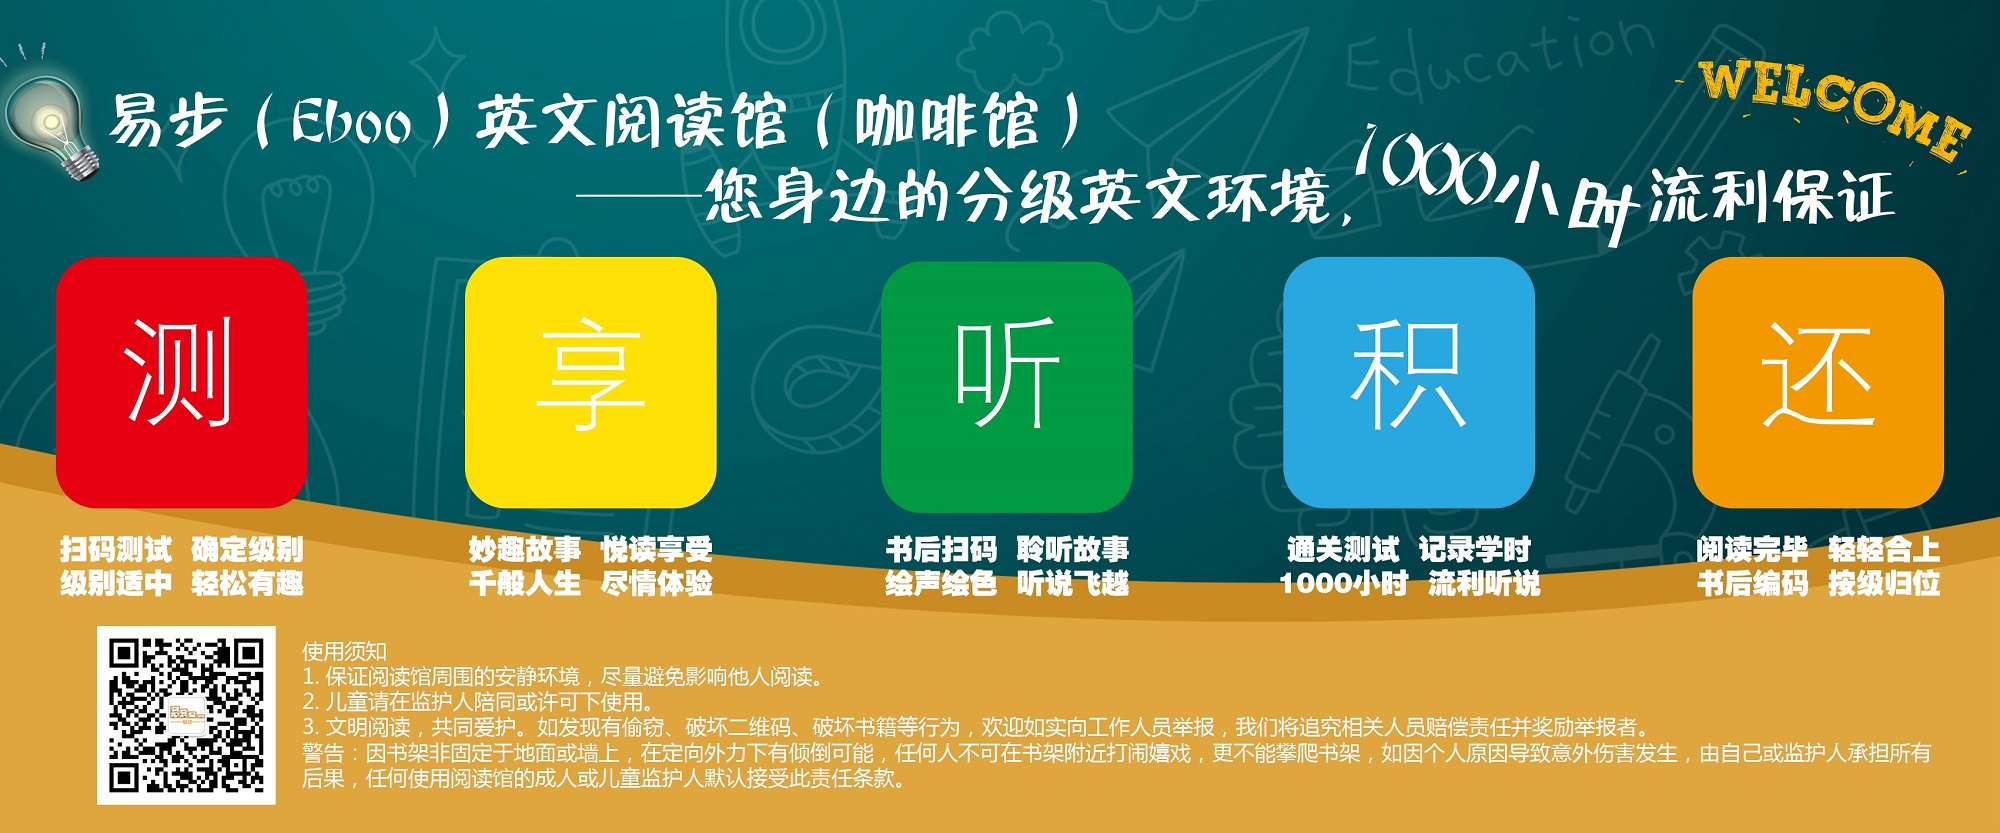 Education
WELCOME
易步（Eboo）英文阅读馆（咖啡馆）
——您身边的分级英文环境，1000小时流利保证
测
享
听
积
还
扫码测试 确定级别
级别适中 轻松有趣
妙趣故事 悦读享受
千般人生 尽情体验
书后扫码 聆听故事
绘声绘色 听说飞越
通关测试 记录学时
1000小时 流利听说
阅读完毕 轻轻合上
书后编码 按级归位
使用须知
1. 保证阅读馆周围的安静环境，尽量避免影响他人阅读。
2. 儿童请在监护人陪同或许可下使用。
3. 文明阅读，共同爱护。如发现有偷窃、破坏二维码、破坏书籍等行为，欢迎如实向工作人员举报，我们将追究相关人员赔偿责任并奖励举报者。
警告：因书架非固定于地面或墙上，在定向外力下有倾倒可能，任何人不可在书架附近打闹嬉戏，更不能攀爬书架，如因个人原因导致意外伤害发生，由自己或监护人承担所有
后果，任何使用阅读馆的成人或儿童监护人默认接受此责任条款。